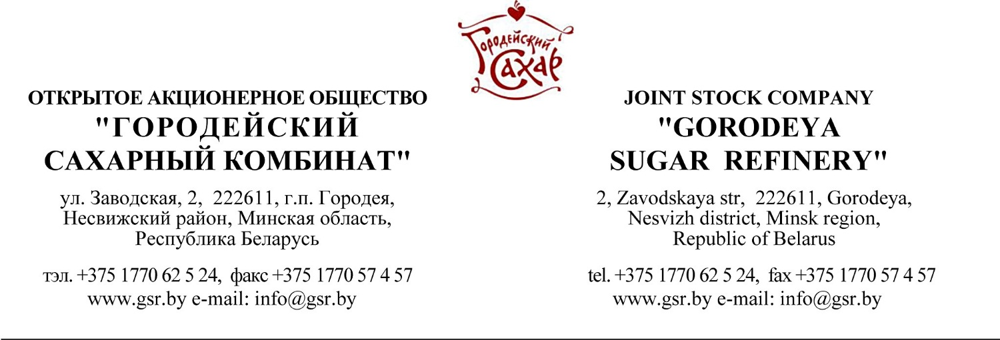 Городейский
Сахар
ОТКРЫТОЕ АКЦИОНЕРНОЕ ОБЩЕСТВО
"ГОРОДЕЙСКИЙ
САХАРНЫЙ КОМБИНАТ"
ул. Заводская, 2, 222611, г.п. Городея,
Несвижский район, Минская область,
Республика Беларусь
тэл. +375 1770 62 5 24, факс +375 1770 57 4 57
www.gsr.by e-mail: info@gsr.by
JOINT STOCK COMPANY
"GORODEYA
SUGAR REFINERY"
2, Zavodskaya str, 222611, Gorodeya,
Nesvizh district, Minsk region,
Republic of Belarus
tel. +375 1770 62 5 24, fax +375 1770 57 4 57
www.gsr.by e-mail: info@gsr.by